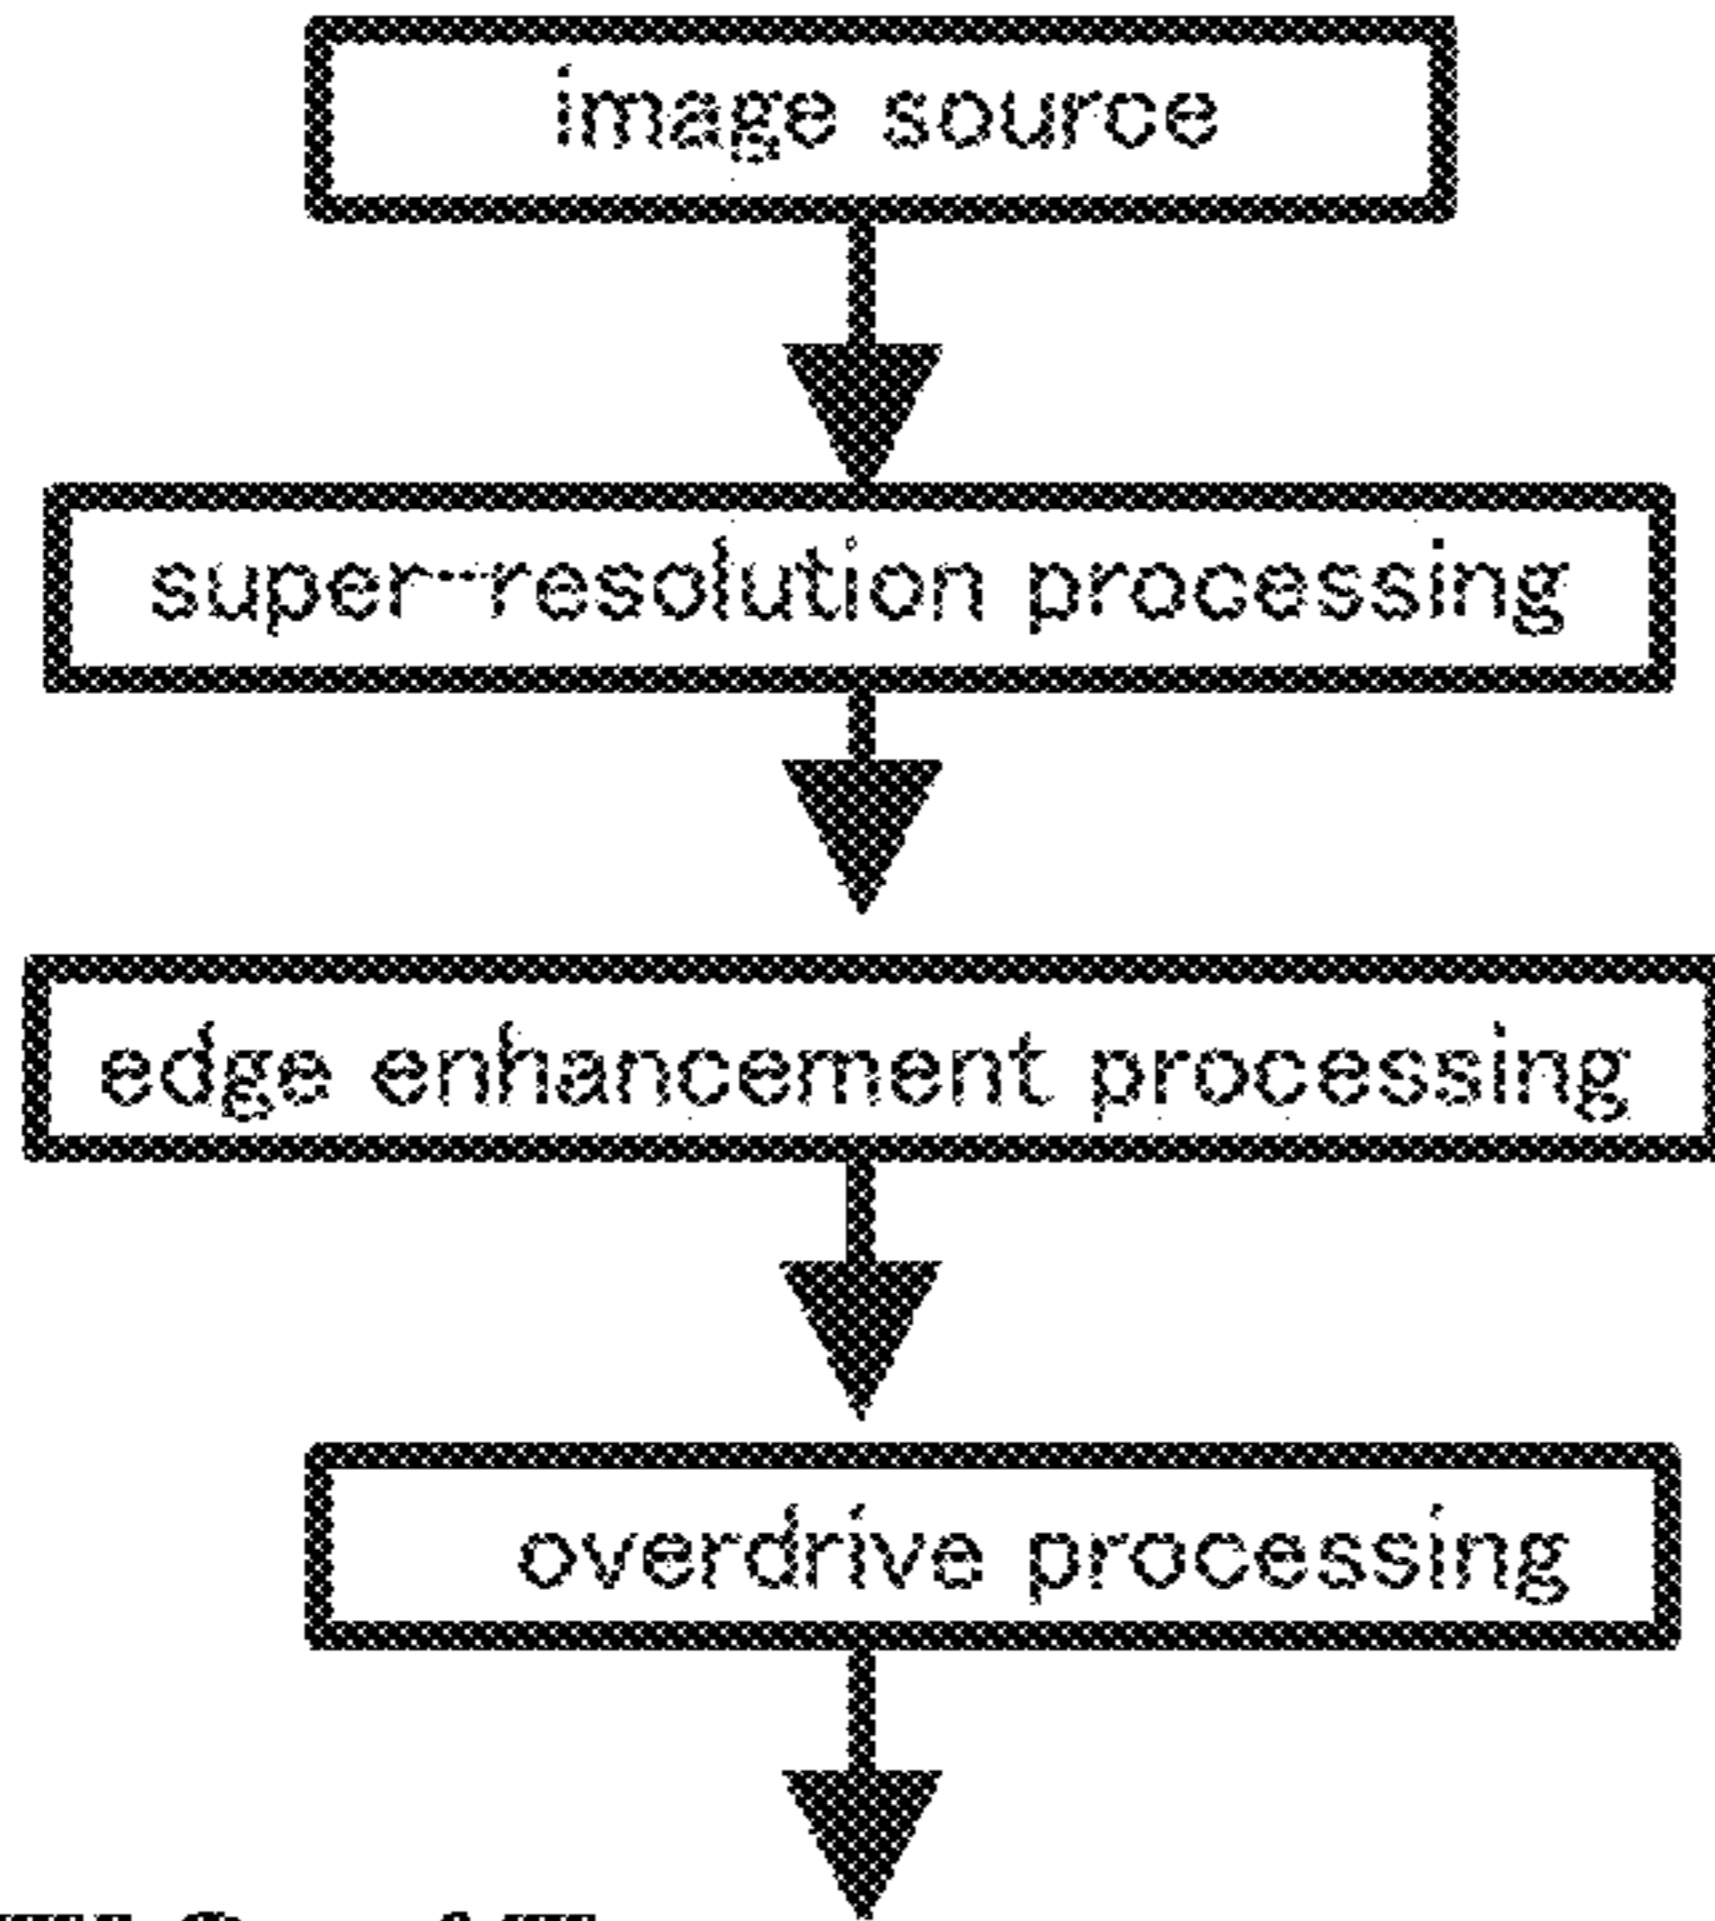 image source
super-resolution processing
edge enhancement processing
overdrive processing